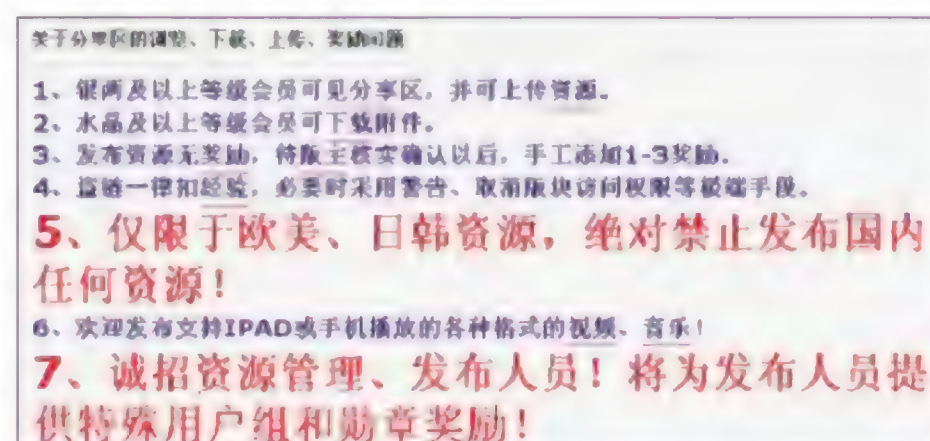 关于分享区的调整、下载、上传、奖励问题
1、银两及以上等级会员可见分享区，并可上传资源。
2、水晶及以上等级会员可下载附件。
3、发布资源无奖励，待版主核实确认以后，手工添加1-3奖励。
4、盗链一律扣经验，必要时采用警告、取消版块访问权限等极端手段。
5、仅限于欧美、日韩资源，绝对禁止发布国内
任何资源！
6、欢迎发布支持IPAD或手机播放的各种格式的视频、音乐！
7、诚招资源管理、发布人员！将为发布人员提
供特殊用户组和勋章奖励！